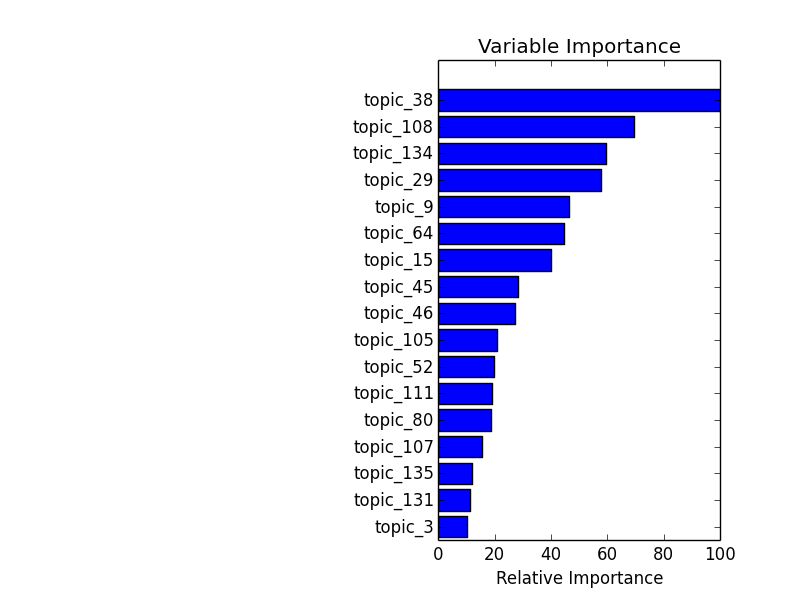 Variable Importance
topic_38
topic_108
topic_134
topic_29
topic_9
topic_64
topic_15
topic_45
topic_46
topic_105
topic_52
topic_111
topic_80
topic_107
topic_135
topic_131
topic_3
0 20 40 60 80 100
Relative Importance